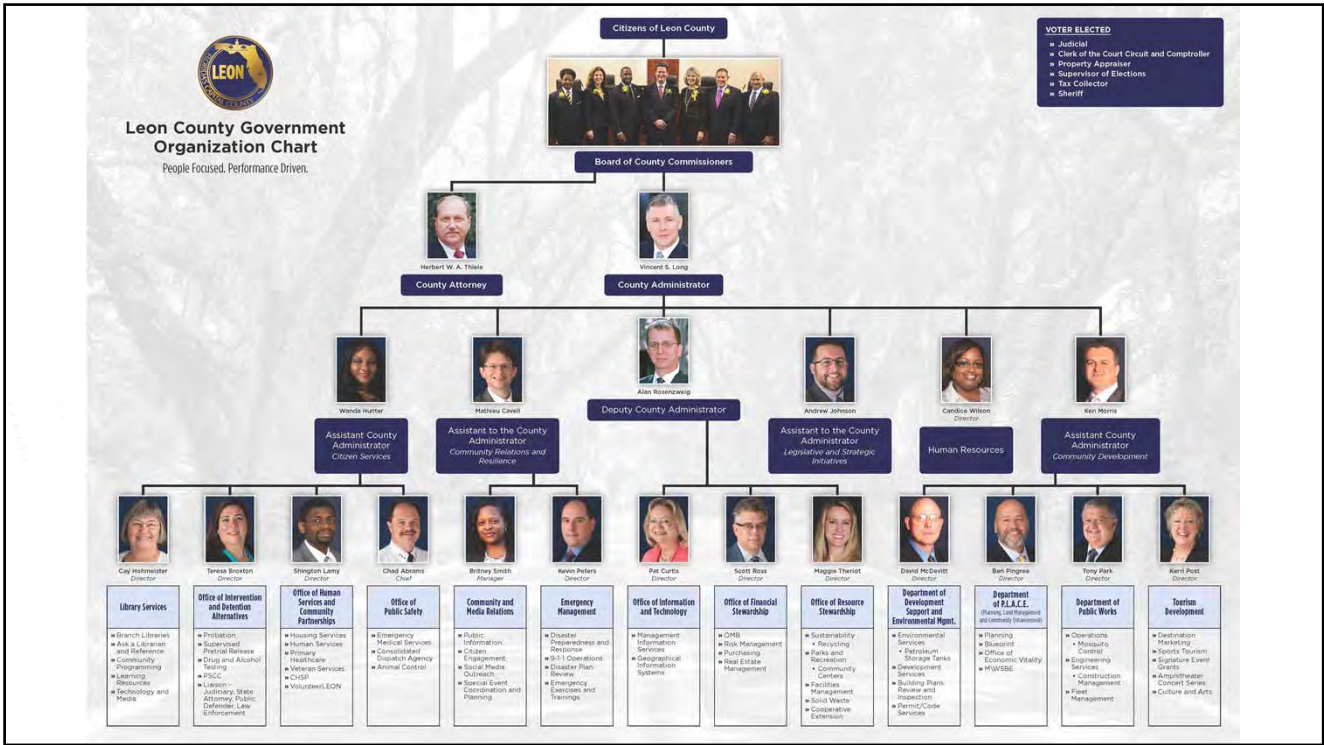 Citizens of Leon County
VOTER ELECTED
» Judicial
» Clerk of the Court Circuit and Comptroller
» Property Appraiser
» Supervisor of Elections
» Tax Collector
» Sheriff
LEON
FLORIDA'S CAPITAL COUNTY
Leon County Government
Organization Chart
People Focused. Performance Driven.
Board of County Commissioners
Herbert W. A. Thiele
County Attorney
Vincent S. Long
County Administrator
Wanda Hunter
Assistant County
Administrator
Citizen Services
Mathieu Cavell
Assistant to the County
Administrator
Community Relations and
Resilience
Alan Rosenzweig
Deputy County Administrator
Andrew Johnson
Assistant to the County
Administrator
Legislative and Strategic
Initiatives
Candice Wilson
Director
Human Resources
Ken Morris
Assistant County
Administrator
Community Development
Cay Hohmeister
Director
Library Services
» Branch Libraries
» Ask a Librarian
and Reference
» Community
Programming
» Learning
Resources
» Technology and
Media
Teresa Broxton
Director
Office of Intervention
and Detention
Alternatives
» Probation
» Supervised
Pretrial Release
» Drug and Alcohol
Testing
» PSCC
» Liaison -
Judiciary, State
Attorney, Public
Defender, Law
Enforcement
Shington Lamy
Director
Office of Human
Services and
Community
Partnerships
» Housing Services
» Human Services
» Primary
Healthcare
» Veteran Services
» CHSP
» VolunteerLEON
Chad Abrams
Chief
Office of
Public Safety
» Emergency
Medical Services
» Consolidated
Dispatch Agency
» Animal Control
Britney Smith
Manager
Community and
Media Relations
» Public
Information
» Citizen
Engagement
» Social Media
Outreach
» Special Event
Coordination and
Planning
Kevin Peters
Director
Emergency
Management
» Disaster
Preparedness and
Response
» 9-1-1 Operations
» Disaster Plan
Review
» Emergency
Exercises and
Trainings
Pat Curtis
Director
Office of Information
and Technology
» Management
Information
Services
» Geographical
Information
Systems
Scott Ross
Director
Office of Financial
Stewardship
» OMB
» Risk Management
» Purchasing
» Real Estate
Management
Maggie Theriot
Director
Office of Resource
Stewardship
» Sustainability
• Recycling
» Parks and
Recreation
• Community
Centers
» Facilities
Management
» Solid Waste
» Cooperative
Extension
David McDevitt
Director
Department of
Development
Support and
Environmental Mgmt.
» Environmental
Services
• Petroleum
Storage Tanks
» Development
Services
» Building Plans
Review and
Inspection
» Permit/Code
Services
Ben Pingree
Director
Department
of P.L.A.C.E.
(Planning, Land Management
and Community Enhancement)
» Planning
» Blueprint
» Office of
Economic Vitality
» MWSBE
Tony Park
Director
Department of
Public Works
» Operations
• Mosquito
Control
» Engineering
Services
• Construction
Management
» Fleet
Management
Kerri Post
Director
Tourism
Development
» Destination
Marketing
» Sports Tourism
» Signature Event
Grants
» Amphitheater
Concert Series
» Culture and Arts